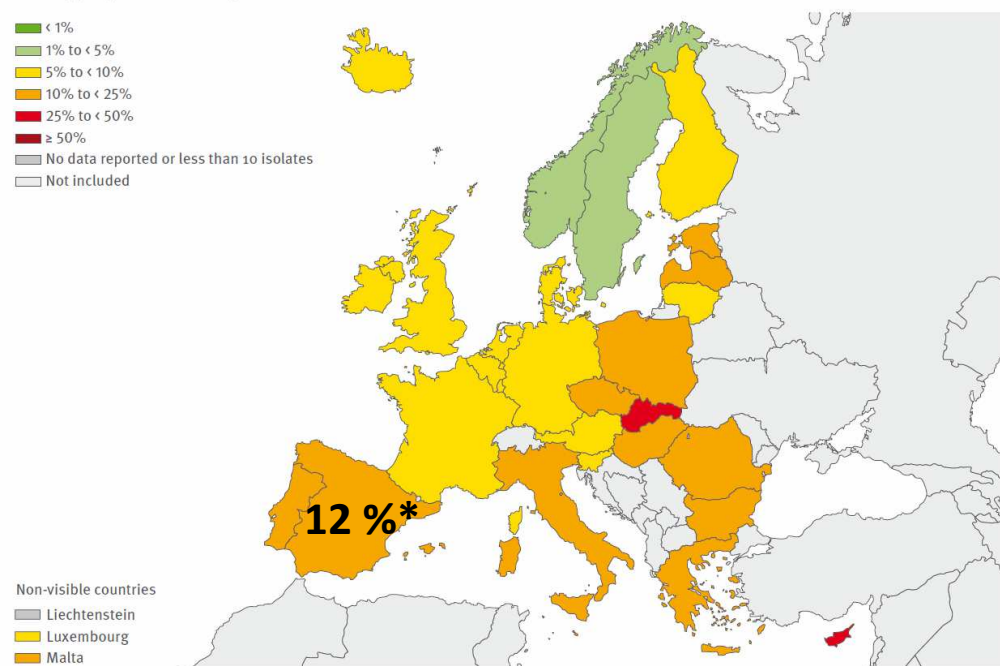 < 1%
1% to < 5%
5% to < 10%
10% to < 25%
25% to < 50%
≥ 50%
No data reported or less than 10 isolates
Not included
12 %*
Non-visible countries
Liechtenstein
Luxembourg
Malta